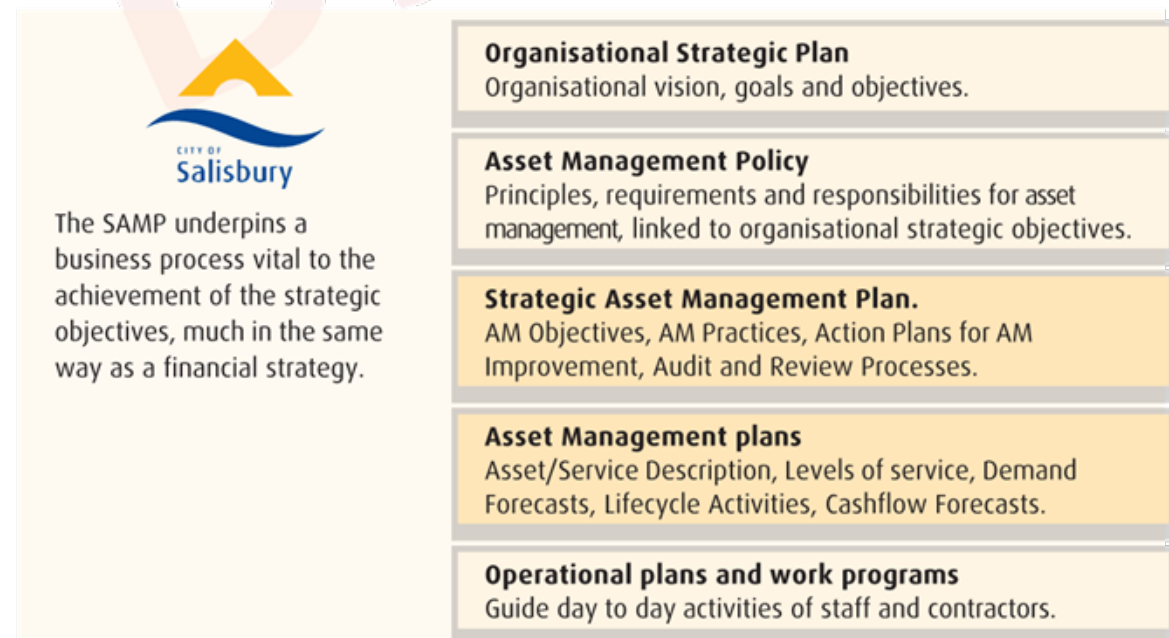 CITY OF
Salisbury
The SAMP underpins a
business process vital to the
achievement of the strategic
objectives, much in the same
way as a financial strategy.
Organisational Strategic Plan
Organisational vision, goals and objectives.
Asset Management Policy
Principles, requirements and responsibilities for asset
management, linked to organisational strategic objectives.
Strategic Asset Management Plan.
AM Objectives, AM Practices, Action Plans for AM
Improvement, Audit and Review Processes.
Asset Management plans
Asset/Service Description, Levels of service, Demand
Forecasts, Lifecycle Activities, Cashflow Forecasts.
Operational plans and work programs
Guide day to day activities of staff and contractors.